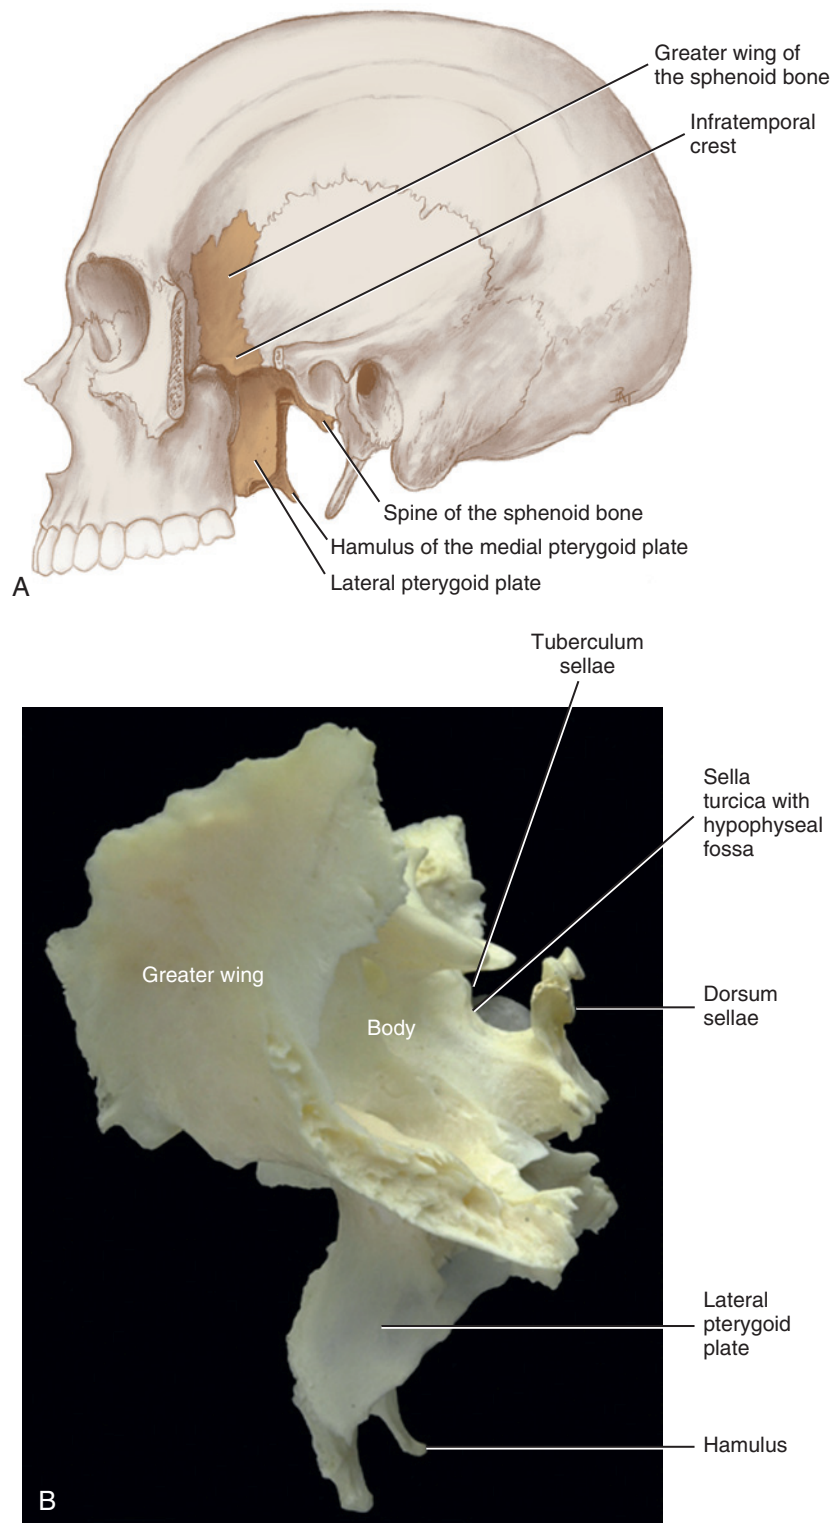 Greater wing of
the sphenoid bone
Infratemporal
crest
Spine of the sphenoid bone
Hamulus of the medial pterygoid plate
Lateral pterygoid plate
A
Tuberculum
sellae
Sella
turcica with
hypophyseal
fossa
Greater wing
Body
Dorsum
sellae
Lateral
pterygoid
plate
Hamulus
B